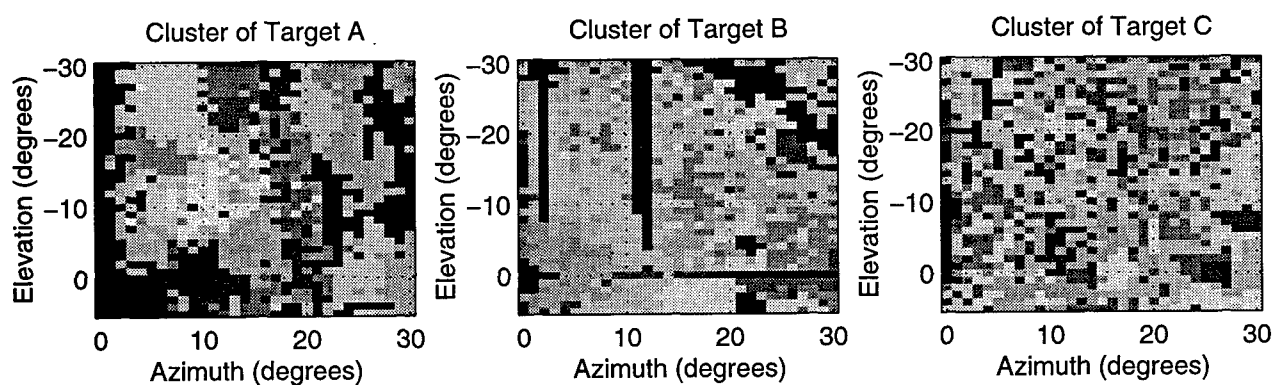 Cluster of Target A
Cluster of Target B
Cluster of Target C
Elevation (degrees)
−30
−20
−10
0
0 10 20 30
Azimuth (degrees)
Elevation (degrees)
−30
−20
−10
0
0 10 20 30
Azimuth (degrees)
Elevation (degrees)
−30
−20
−10
0
0 10 20 30
Azimuth (degrees)